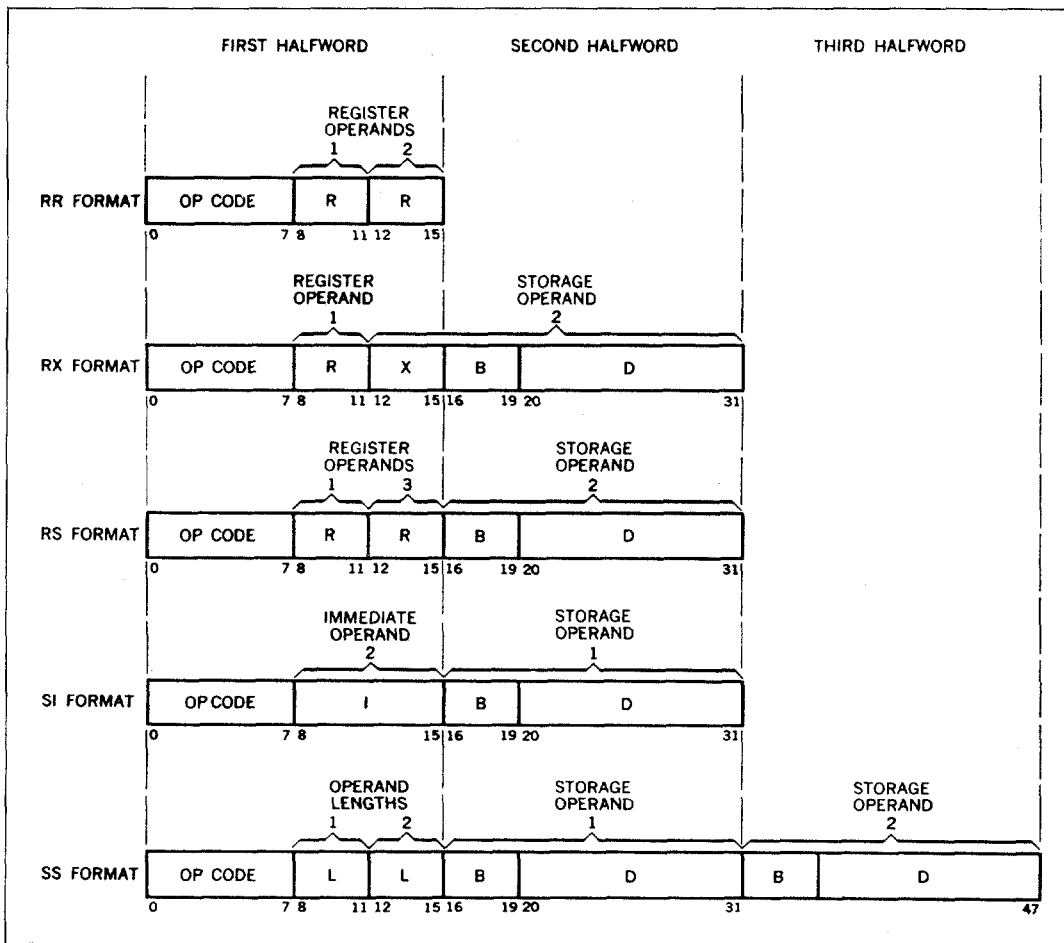 FIRST HALFWORD SECOND HALFWORD THIRD HALFWORD
REGISTER
OPERANDS
1 2
RR FORMAT OP CODE R R
0 7 8 11 12 15
REGISTER STORAGE
OPERAND OPERAND
1 2
RX FORMAT OP CODE R X B D
0 7 8 11 12 15 16 19 20 31
REGISTER STORAGE
OPERANDS OPERAND
1 3 2
RS FORMAT OP CODE R R B D
0 7 8 11 12 15 16 19 20 31
IMMEDIATE STORAGE
OPERAND OPERAND
2 1
SI FORMAT OP CODE I B D
0 7 8 15 16 19 20 31
OPERAND STORAGE STORAGE
LENGTHS OPERAND OPERAND
1 2 1 2
SS FORMAT OP CODE L L B D B D
0 7 8 11 12 15 16 19 20 31 47